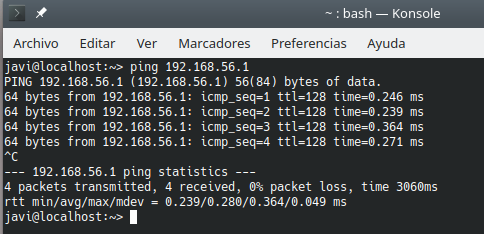 ~ : bash — Konsole
Archivo Editar Ver Marcadores Preferencias Ayuda
javi@localhost:~> ping 192.168.56.1
PING 192.168.56.1 (192.168.56.1) 56(84) bytes of data.
64 bytes from 192.168.56.1: icmp_seq=1 ttl=128 time=0.246 ms
64 bytes from 192.168.56.1: icmp_seq=2 ttl=128 time=0.239 ms
64 bytes from 192.168.56.1: icmp_seq=3 ttl=128 time=0.364 ms
64 bytes from 192.168.56.1: icmp_seq=4 ttl=128 time=0.271 ms
^C
--- 192.168.56.1 ping statistics ---
4 packets transmitted, 4 received, 0% packet loss, time 3060ms
rtt min/avg/max/mdev = 0.239/0.280/0.364/0.049 ms
javi@localhost:~>